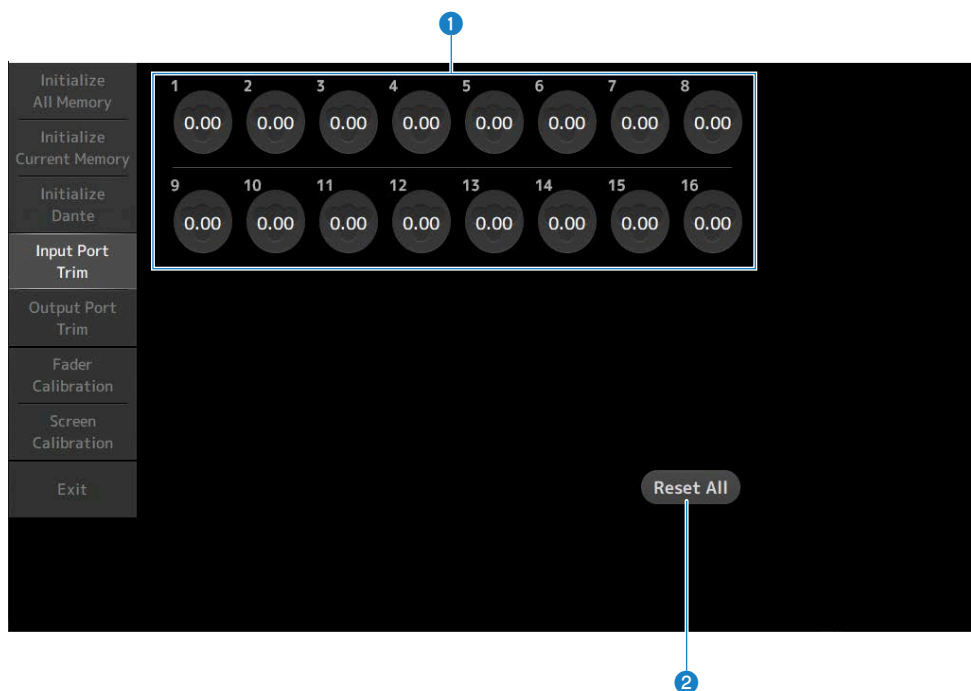 1
Initialize
All Memory
Initialize
Current Memory
Initialize
Dante
Input Port
Trim
Output Port
Trim
Fader
Calibration
Screen
Calibration
Exit
1 2 3 4 5 6 7 8
0.00 0.00 0.00 0.00 0.00 0.00 0.00 0.00
9 10 11 12 13 14 15 16
0.00 0.00 0.00 0.00 0.00 0.00 0.00 0.00
Reset All
2